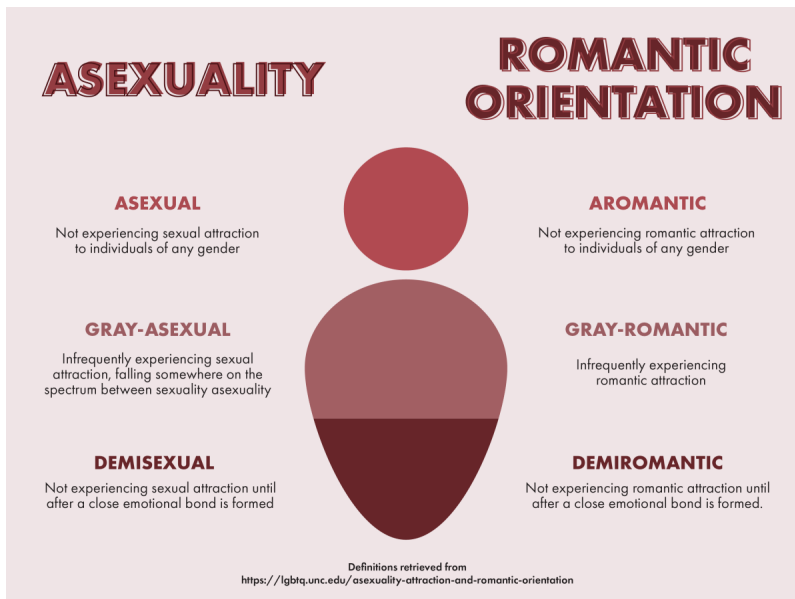 ASEXUALITY
ROMANTIC
ORIENTATION
ASEXUAL
Not experiencing sexual attraction
to individuals of any gender
AROMANTIC
Not experiencing romantic attraction
to individuals of any gender
GRAY-ASEXUAL
Infrequently experiencing sexual
attraction, falling somewhere on the
spectrum between sexuality asexuality
GRAY-ROMANTIC
Infrequently experiencing
romantic attraction
DEMISEXUAL
Not experiencing sexual attraction until
after a close emotional bond is formed
DEMIROMANTIC
Not experiencing romantic attraction until
after a close emotional bond is formed.
Definitions retrieved from
https://lgbtq.unc.edu/asexuality-attraction-and-romantic-orientation